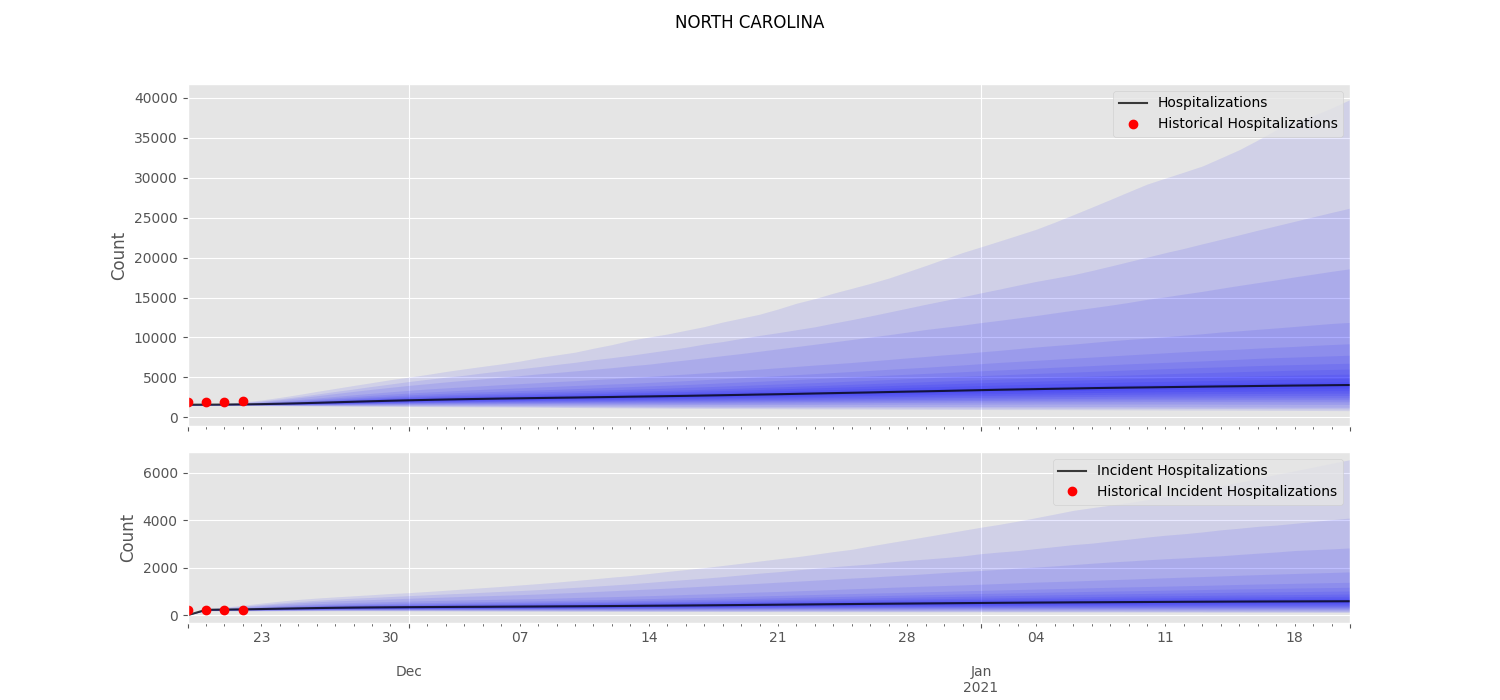 NORTH CAROLINA
40000
35000
30000
25000
20000
15000
10000
5000
0
Count
Hospitalizations
Historical Hospitalizations
6000
4000
2000
0
Count
Incident Hospitalizations
Historical Incident Hospitalizations
23 30 07 14 21 28 04 11 18
Dec Jan
2021